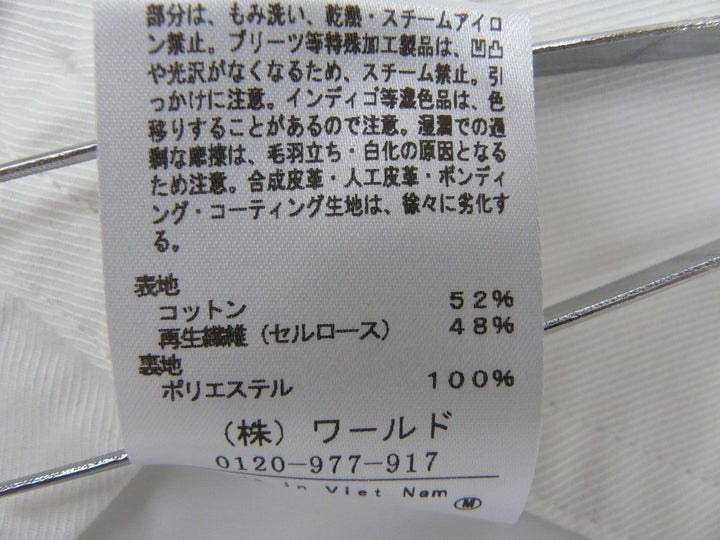 部分は、もみ洗い、乾熱・スチームアイロ
ン禁止。プリーツ等特殊加工製品は、凹凸
や光沢がなくなるため、スチーム禁止。引
っかけに注意。インディゴ等濃色品は、色
移りすることがあるので注意。湿潤での過
剰な摩擦は、毛羽立ち・白化の原因となる
ため注意。合成皮革・人工皮革・ボンディ
ング・コーティング生地は、徐々に劣化す
る。
表地
コットン 52%
再生繊維（セルロース） 48%
裏地
ポリエステル 100%
（株）ワールド
0120-977-917
in Viet Nam
M